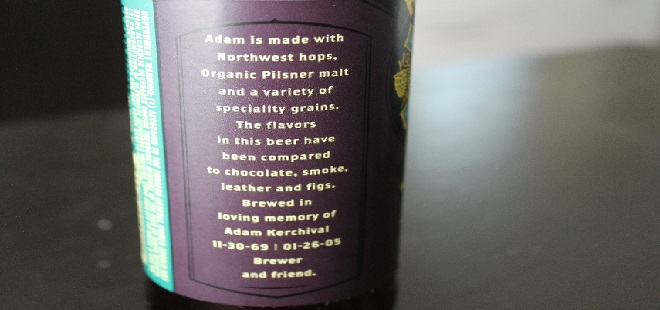 Adam is made with
Northwest hops,
Organic Pilsner malt
and a variety of
speciality grains.
The flavors
in this beer have
been compared
to chocolate, smoke,
leather and figs.
Brewed in
loving memory of
Adam Kerchival
11-30-69 | 01-26-05
Brewer
and friend.